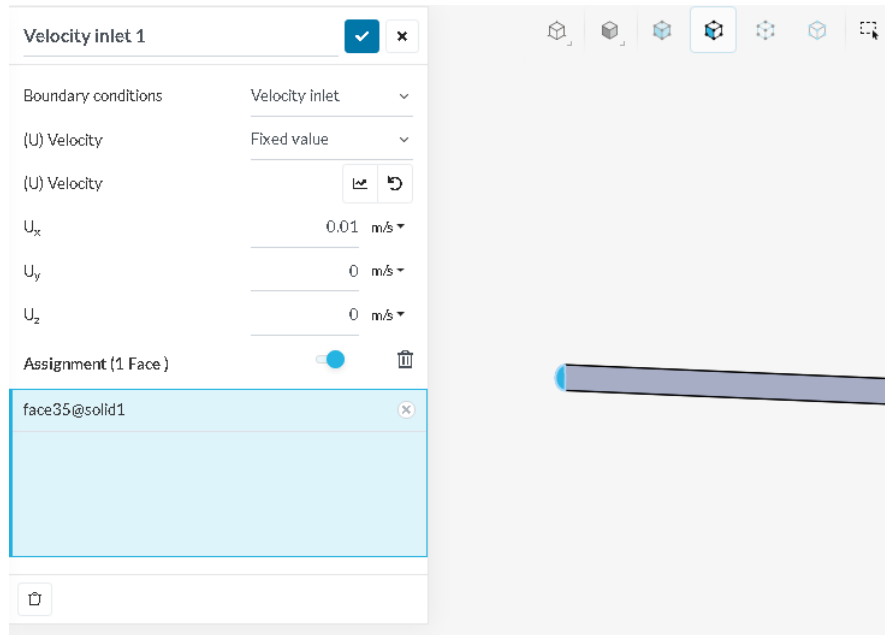 Velocity inlet 1
Boundary conditions Velocity inlet
(U) Velocity Fixed value
(U) Velocity
Ux 0.01 m/s
Uy 0 m/s
Uz 0 m/s
Assignment (1 Face )
face35@solid1